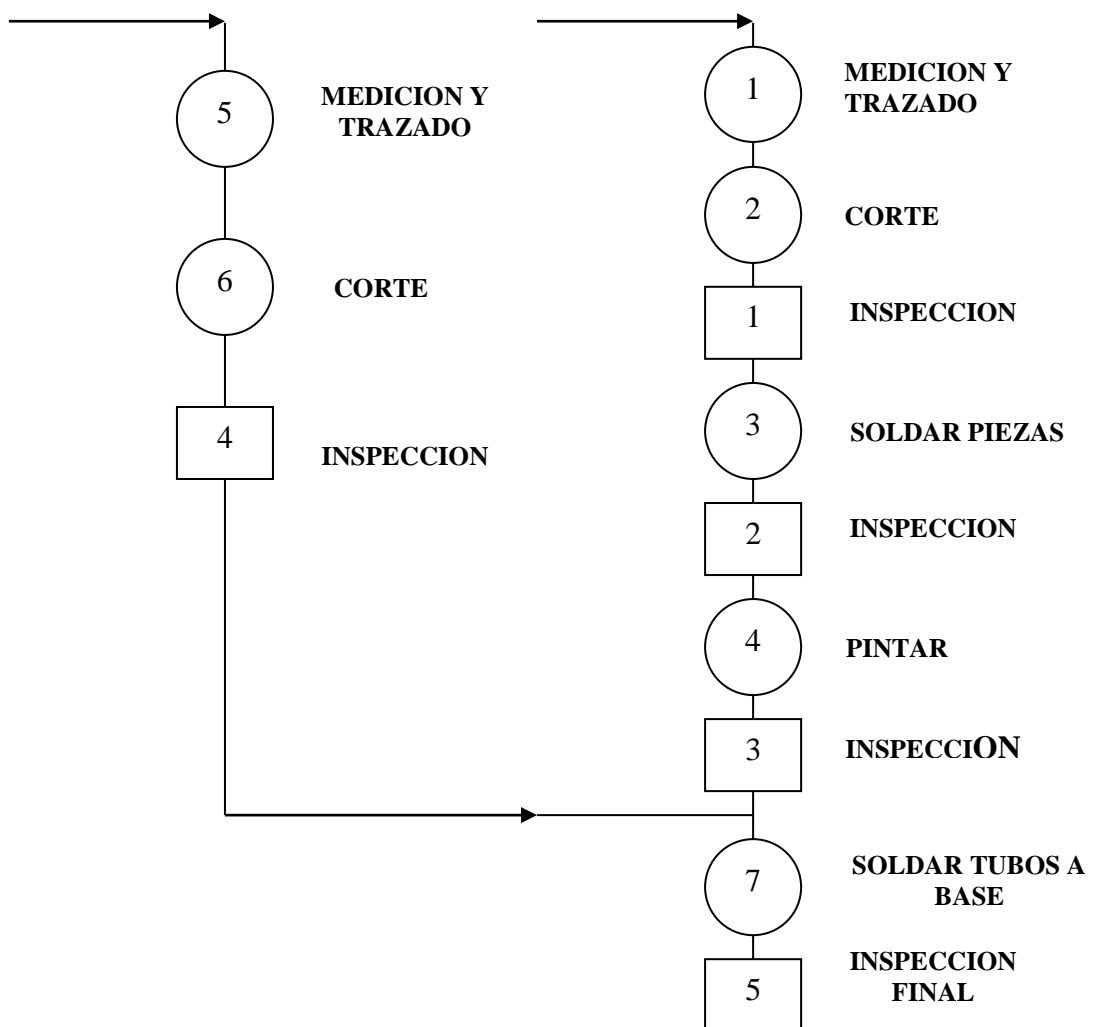 5
MEDICION Y
TRAZADO
6
CORTE
4
INSPECCION
1
MEDICION Y
TRAZADO
2
CORTE
1
INSPECCION
3
SOLDAR PIEZAS
2
INSPECCION
4
PINTAR
3
INSPECCION
7
SOLDAR TUBOS A
BASE
5
INSPECCION
FINAL